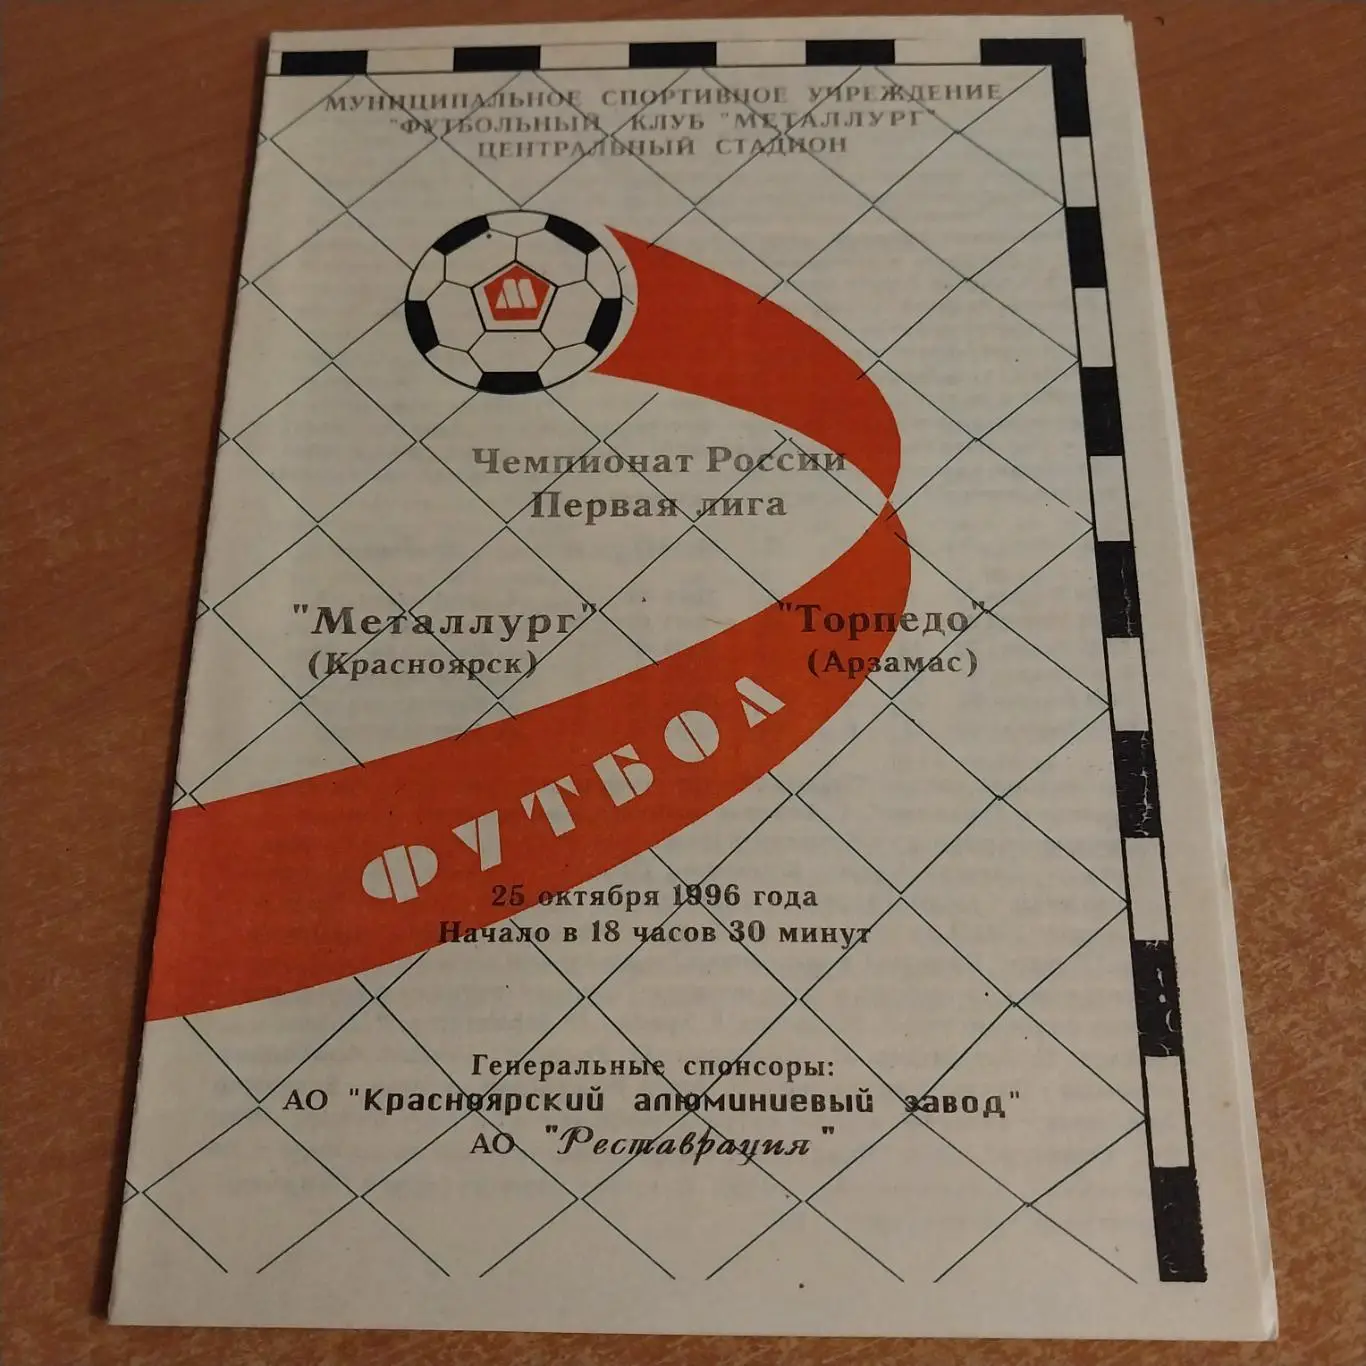 МУНИЦИПАЛЬНОЕ СПОРТИВНОЕ УЧРЕЖДЕНИЕ
"ФУТБОЛЬНЫЙ КЛУБ "МЕТАЛЛУРГ"
ЦЕНТРАЛЬНЫЙ СТАДИОН
М
Чемпионат России
Первая лига
"Металлург" "Торпедо"
(Красноярск) (Арзамас)
ФУТБОЛ
25 октября 1996 года
Начало в 18 часов 30 минут
Генеральные спонсоры:
АО "Красноярский алюминиевый завод"
АО "Реставрация"